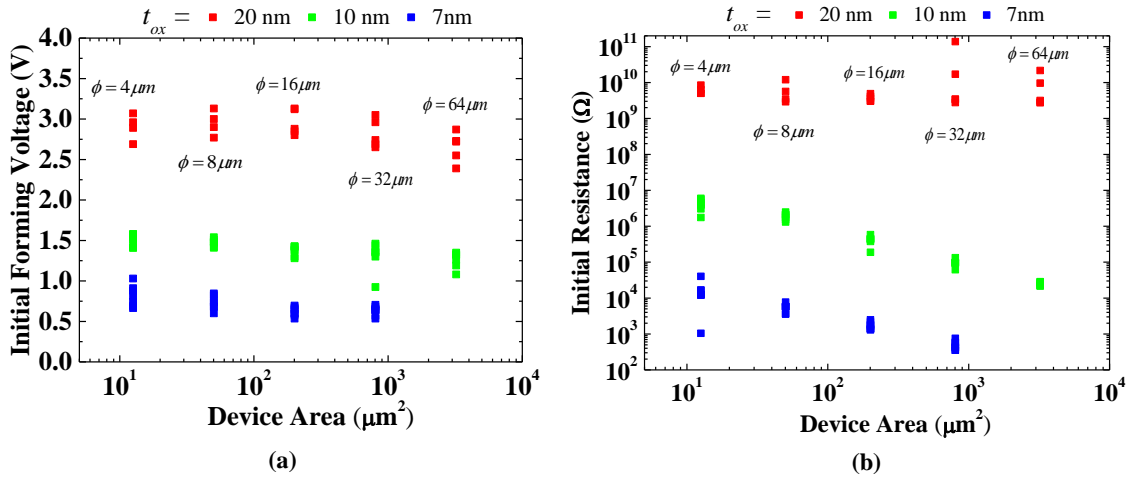 t_ox = 20 nm 10 nm 7nm
Initial Forming Voltage (V)
4.0
3.5
3.0
2.5
2.0
1.5
1.0
0.5
0.0
ϕ = 4μm
ϕ = 8μm
ϕ = 16μm
ϕ = 32μm
ϕ = 64μm
10^1 10^2 10^3 10^4
Device Area (μm^2)
(a)
t_ox = 20 nm 10 nm 7nm
Initial Resistance (Ω)
10^11
10^10
10^9
10^8
10^7
10^6
10^5
10^4
10^3
10^2
ϕ = 4μm
ϕ = 8μm
ϕ = 16μm
ϕ = 32μm
ϕ = 64μm
10^1 10^2 10^3 10^4
Device Area (μm^2)
(b)